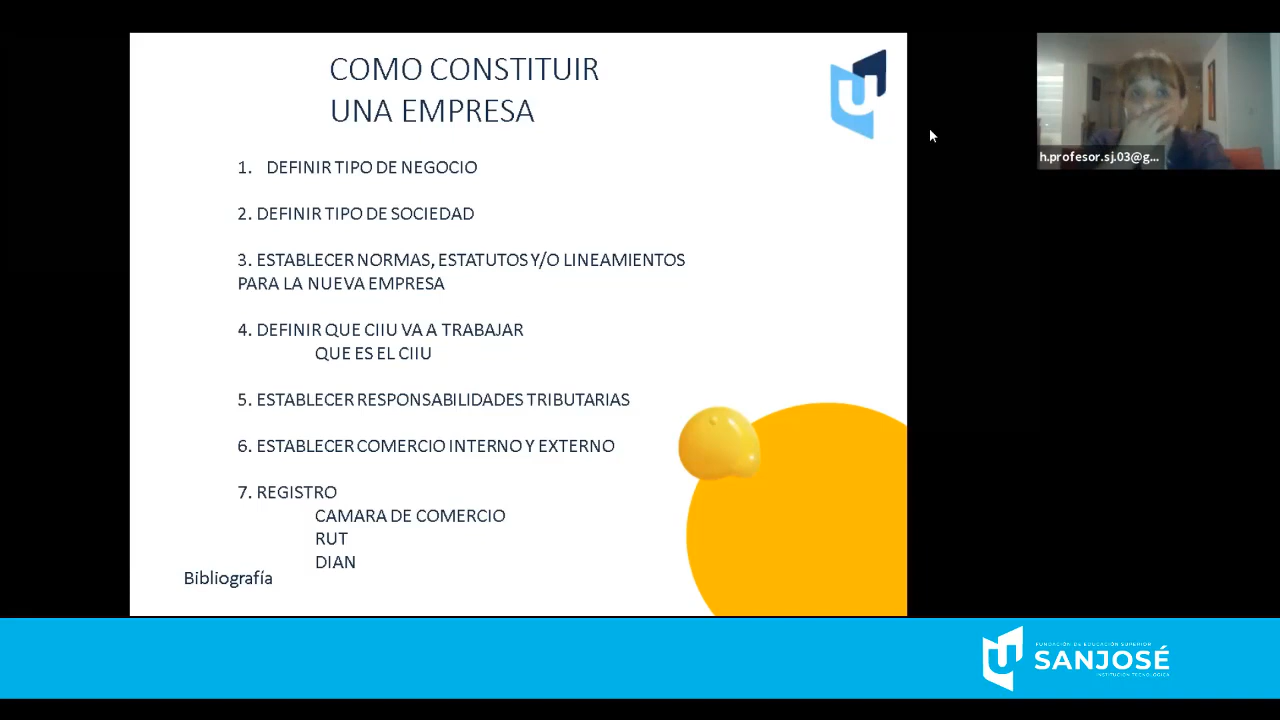 COMO CONSTITUIR
UNA EMPRESA
1. DEFINIR TIPO DE NEGOCIO
2. DEFINIR TIPO DE SOCIEDAD
3. ESTABLECER NORMAS, ESTATUTOS Y/O LINEAMIENTOS
PARA LA NUEVA EMPRESA
4. DEFINIR QUE CIIU VA A TRABAJAR
QUE ES EL CIIU
5. ESTABLECER RESPONSABILIDADES TRIBUTARIAS
6. ESTABLECER COMERCIO INTERNO Y EXTERNO
7. REGISTRO
CAMARA DE COMERCIO
RUT
DIAN
Bibliografía
h.profesor.sj.03@g...
FUNDACIÓN DE EDUCACIÓN SUPERIOR
SANJOSÉ
INSTITUCIÓN TECNOLÓGICA